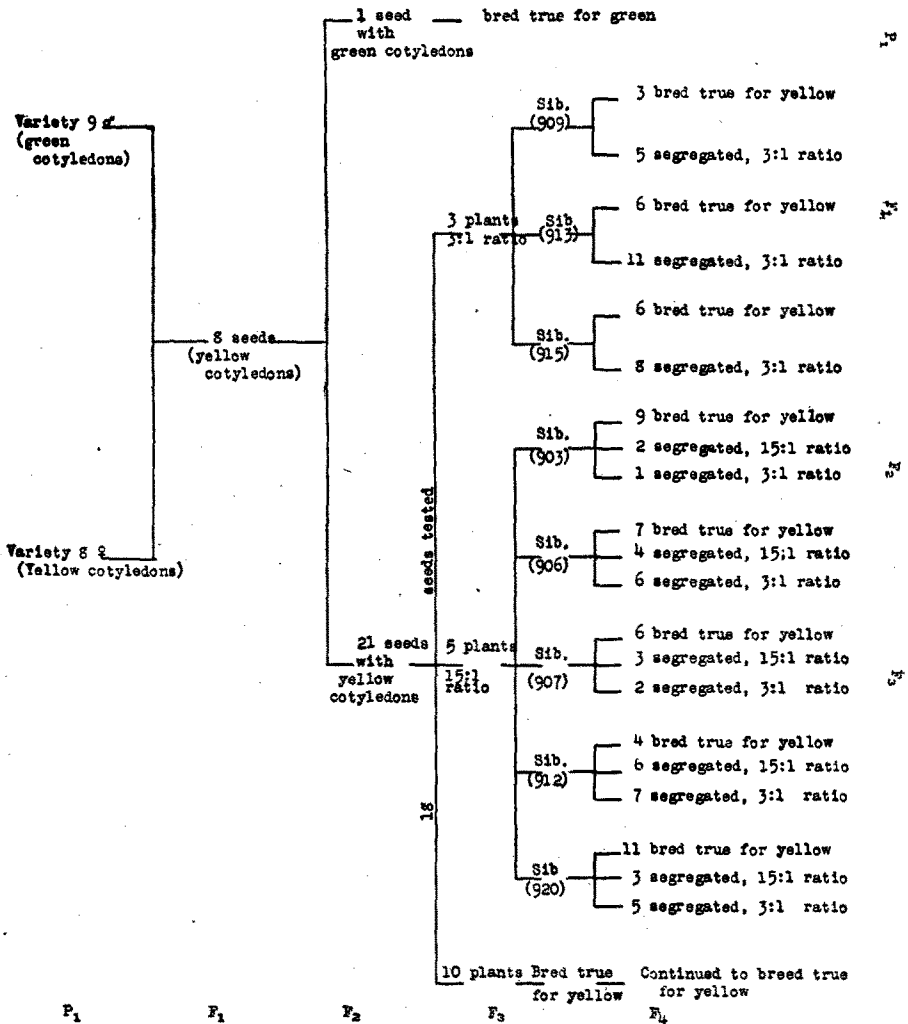 1 seed
with
green cotyledons
bred true for green
P1
Variety 9 ♂
(green
cotyledons)
8 seeds
(yellow
cotyledons)
Variety 8 ♀
(Yellow cotyledons)
21 seeds
with
yellow
cotyledons
18 seeds tested
3 plants
3:1 ratio
Sib.
(909)
3 bred true for yellow
5 segregated, 3:1 ratio
Sib.
(913)
6 bred true for yellow
11 segregated, 3:1 ratio
F4
Sib.
(915)
6 bred true for yellow
8 segregated, 3:1 ratio
5 plants
15:1
ratio
Sib.
(903)
9 bred true for yellow
2 segregated, 15:1 ratio
1 segregated, 3:1 ratio
F2
Sib.
(906)
7 bred true for yellow
4 segregated, 15;1 ratio
6 segregated, 3:1 ratio
Sib.
(907)
6 bred true for yellow
3 segregated, 15:1 ratio
2 segregated, 3:1 ratio
F3
Sib.
(912)
4 bred true for yellow
6 segregated, 15:1 ratio
7 segregated, 3:1 ratio
Sib
(920)
11 bred true for yellow
3 segregated, 15:1 ratio
5 segregated, 3:1 ratio
10 plants Bred true
for yellow
Continued to breed true
for yellow
P1 F1 F2 F3 F4